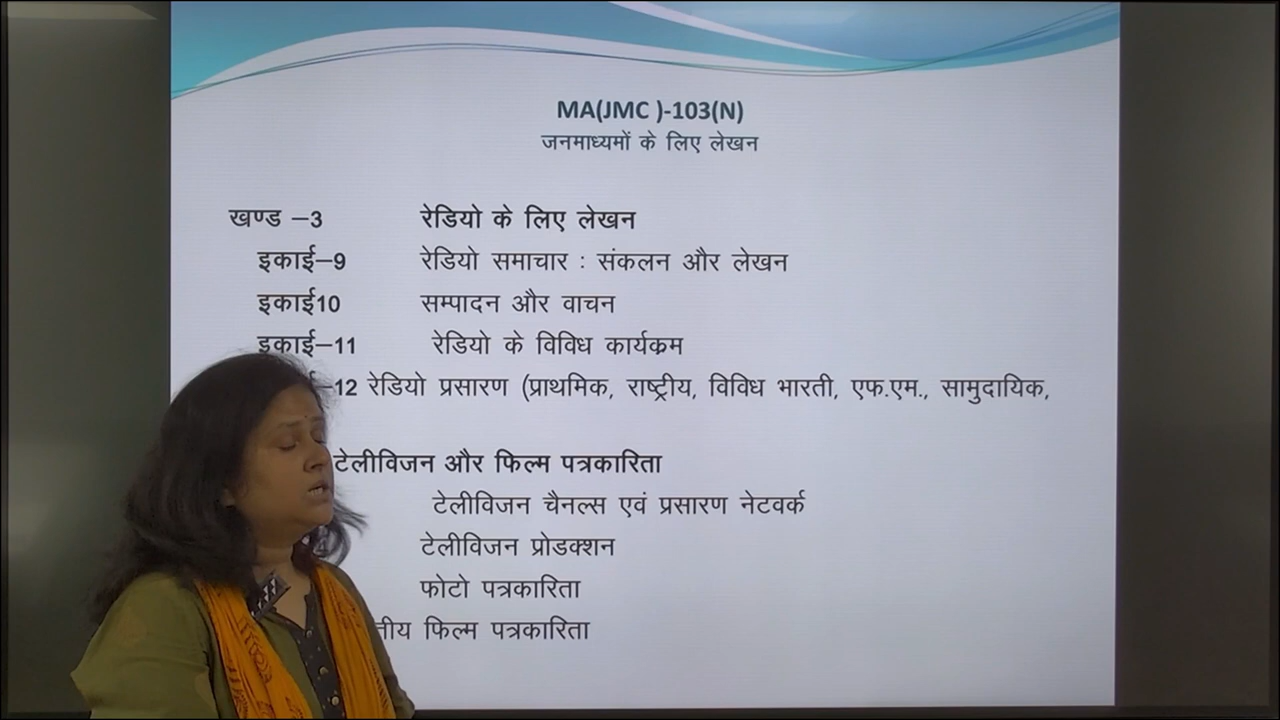 MA(JMC )-103(N)
जनमाध्यमों के लिए लेखन
खण्ड –3 रेडियो के लिए लेखन
इकाई–9 रेडियो समाचार : संकलन और लेखन
इकाई10 सम्पादन और वाचन
इकाई–11 रेडियो के विविध कार्यक्रम
–12 रेडियो प्रसारण (प्राथमिक, राष्ट्रीय, विविध भारती, एफ.एम., सामुदायिक,
टेलीविजन और फिल्म पत्रकारिता
टेलीविजन चैनल्स एवं प्रसारण नेटवर्क
टेलीविजन प्रोडक्शन
फोटो पत्रकारिता
फिल्म पत्रकारिता